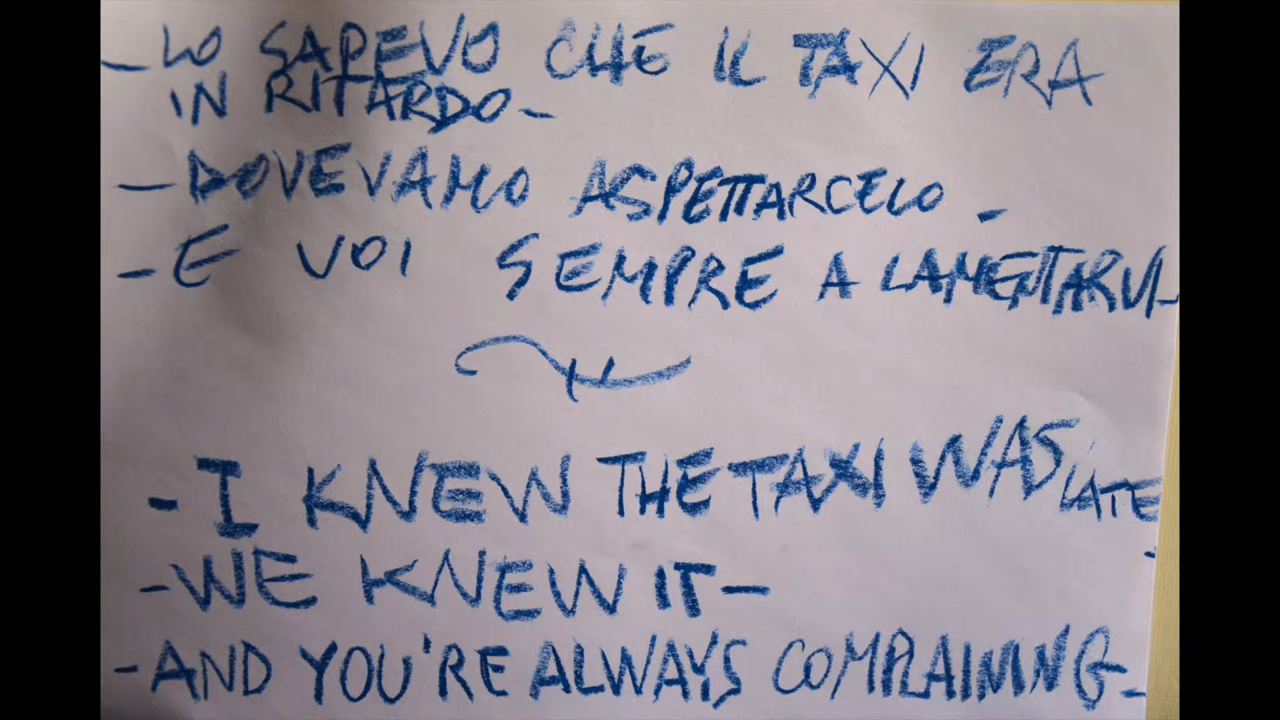 - LO SAPEVO CHE IL TAXI ERA
IN RITARDO -
- DOVEVAMO ASPETTARCELO -
- E VOI SEMPRE A LAMENTARVI -
- I KNEW THE TAXI WAS LATE -
- WE KNEW IT -
- AND YOU'RE ALWAYS COMPLAINING -